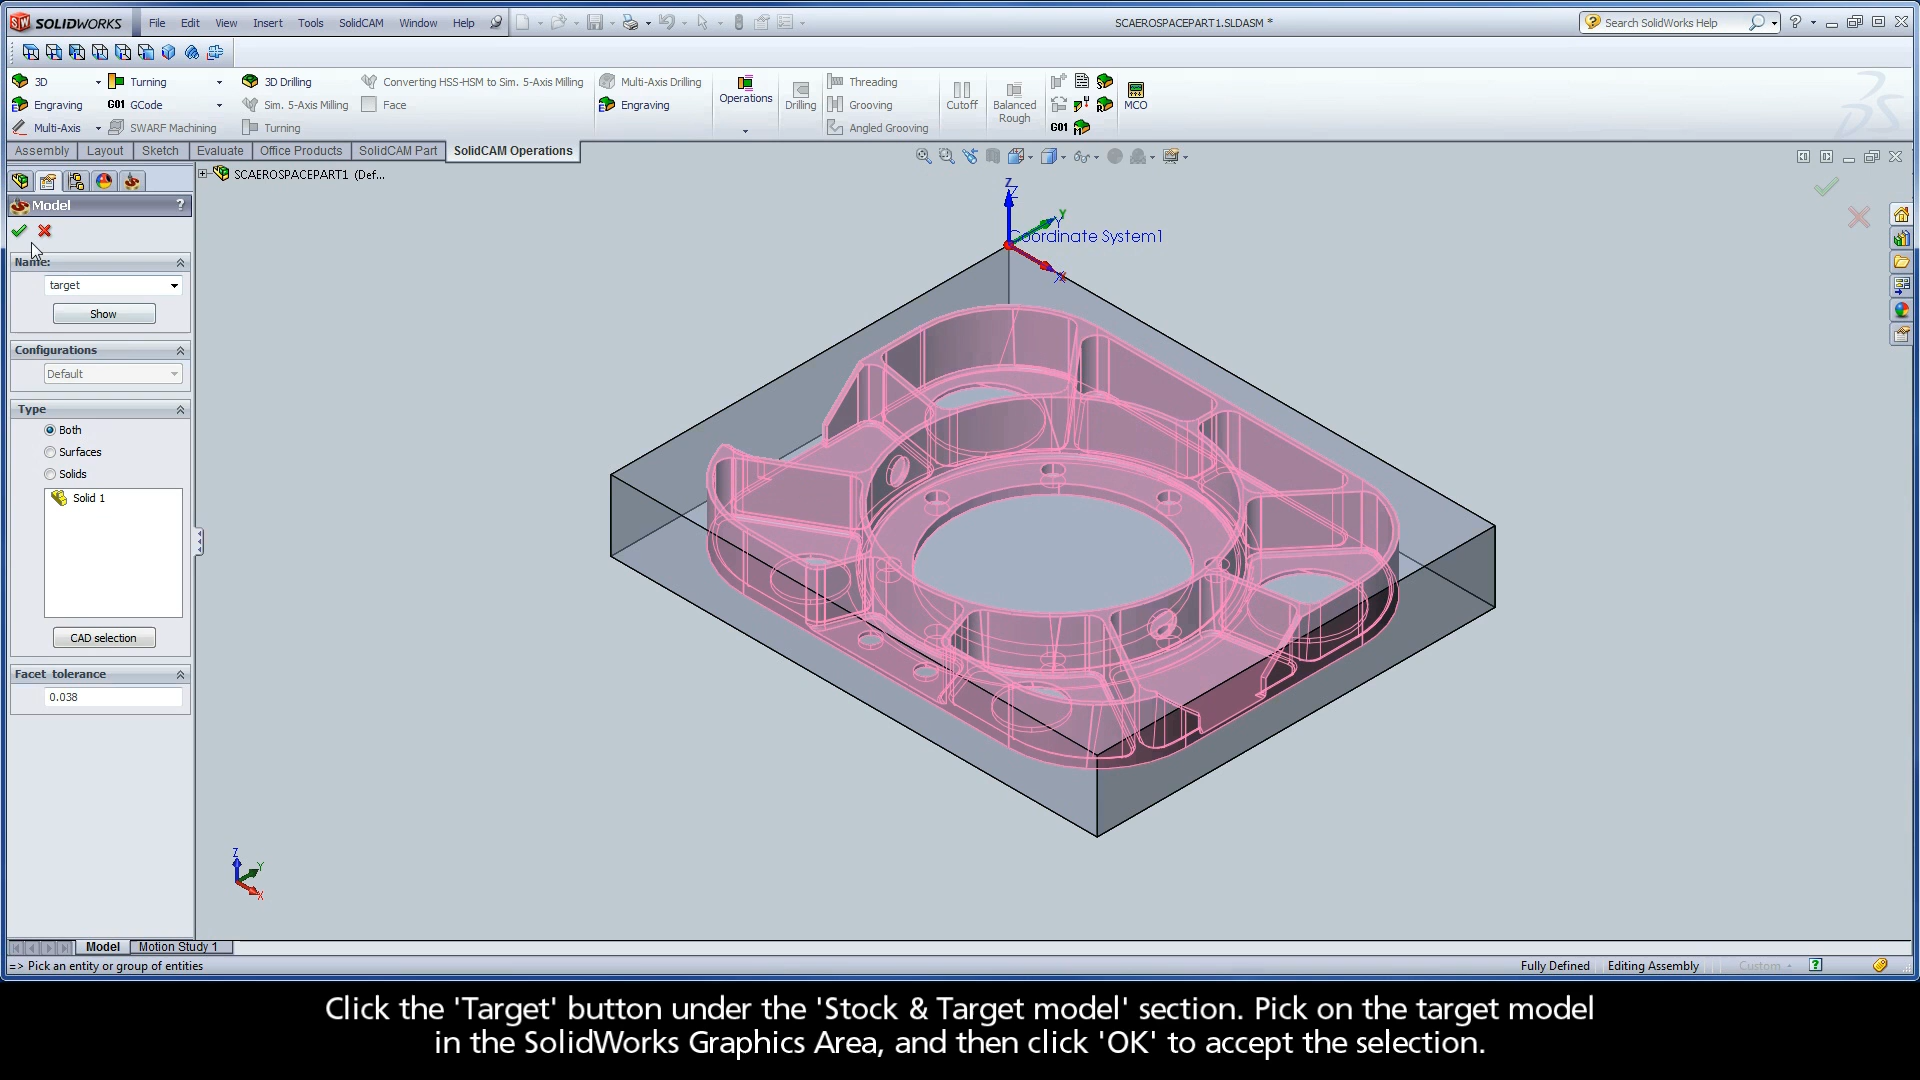 SOLIDWORKS File Edit View Insert Tools SolidCAM Window Help SCAEROSPACEPART1.SLDASM * Search SolidWorks Help
3D Turning 3D Drilling Converting HSS-HSM to Sim. 5-Axis Milling Multi-Axis Drilling Threading
Engraving G01 GCode Sim. 5-Axis Milling Face Engraving Operations Drilling Grooving Cutoff Balanced Rough MCO
Multi-Axis SWARF Machining Turning Angled Grooving G01
Assembly Layout Sketch Evaluate Office Products SolidCAM Part SolidCAM Operations
SCAEROSPACEPART1 (Def...
Model ?
Name:
target
Show
Configurations
Default
Type
Both
Surfaces
Solids
Solid 1
CAD selection
Facet tolerance
0.038
Z
Z
Y
Y
Coordinate System1
X
Z
Y
X
Model Motion Study 1
=> Pick an entity or group of entities Fully Defined Editing Assembly Custom
Click the 'Target' button under the 'Stock & Target model' section. Pick on the target model
in the SolidWorks Graphics Area, and then click 'OK' to accept the selection.